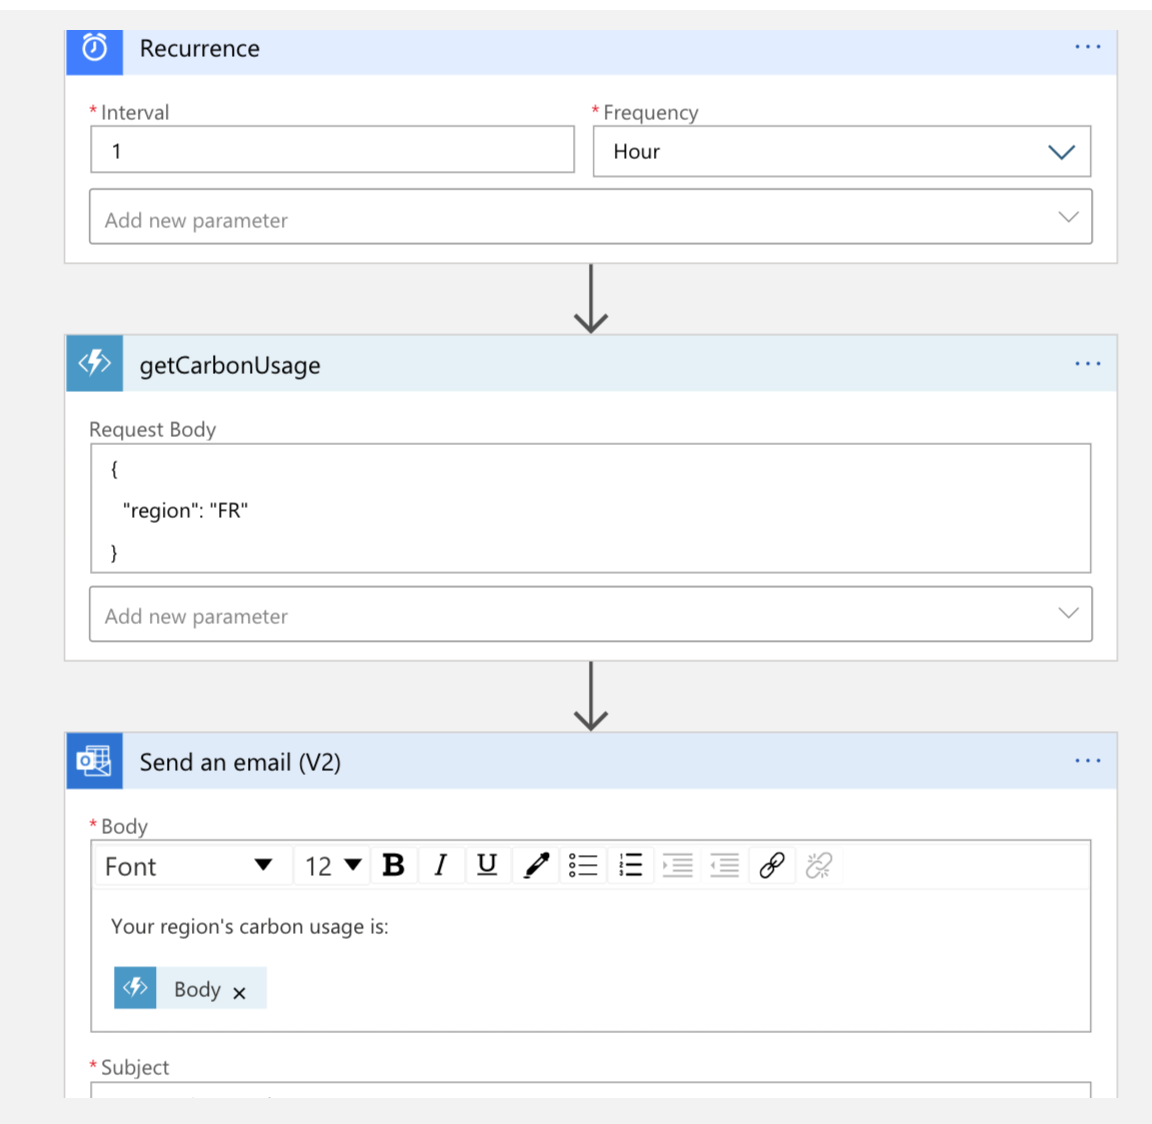 Recurrence
* Interval
* Frequency
1
Hour
Add new parameter
getCarbonUsage
Request Body
{
"region": "FR"
}
Add new parameter
Send an email (V2)
* Body
Font
12
B I U
Your region's carbon usage is:
Body ×
* Subject